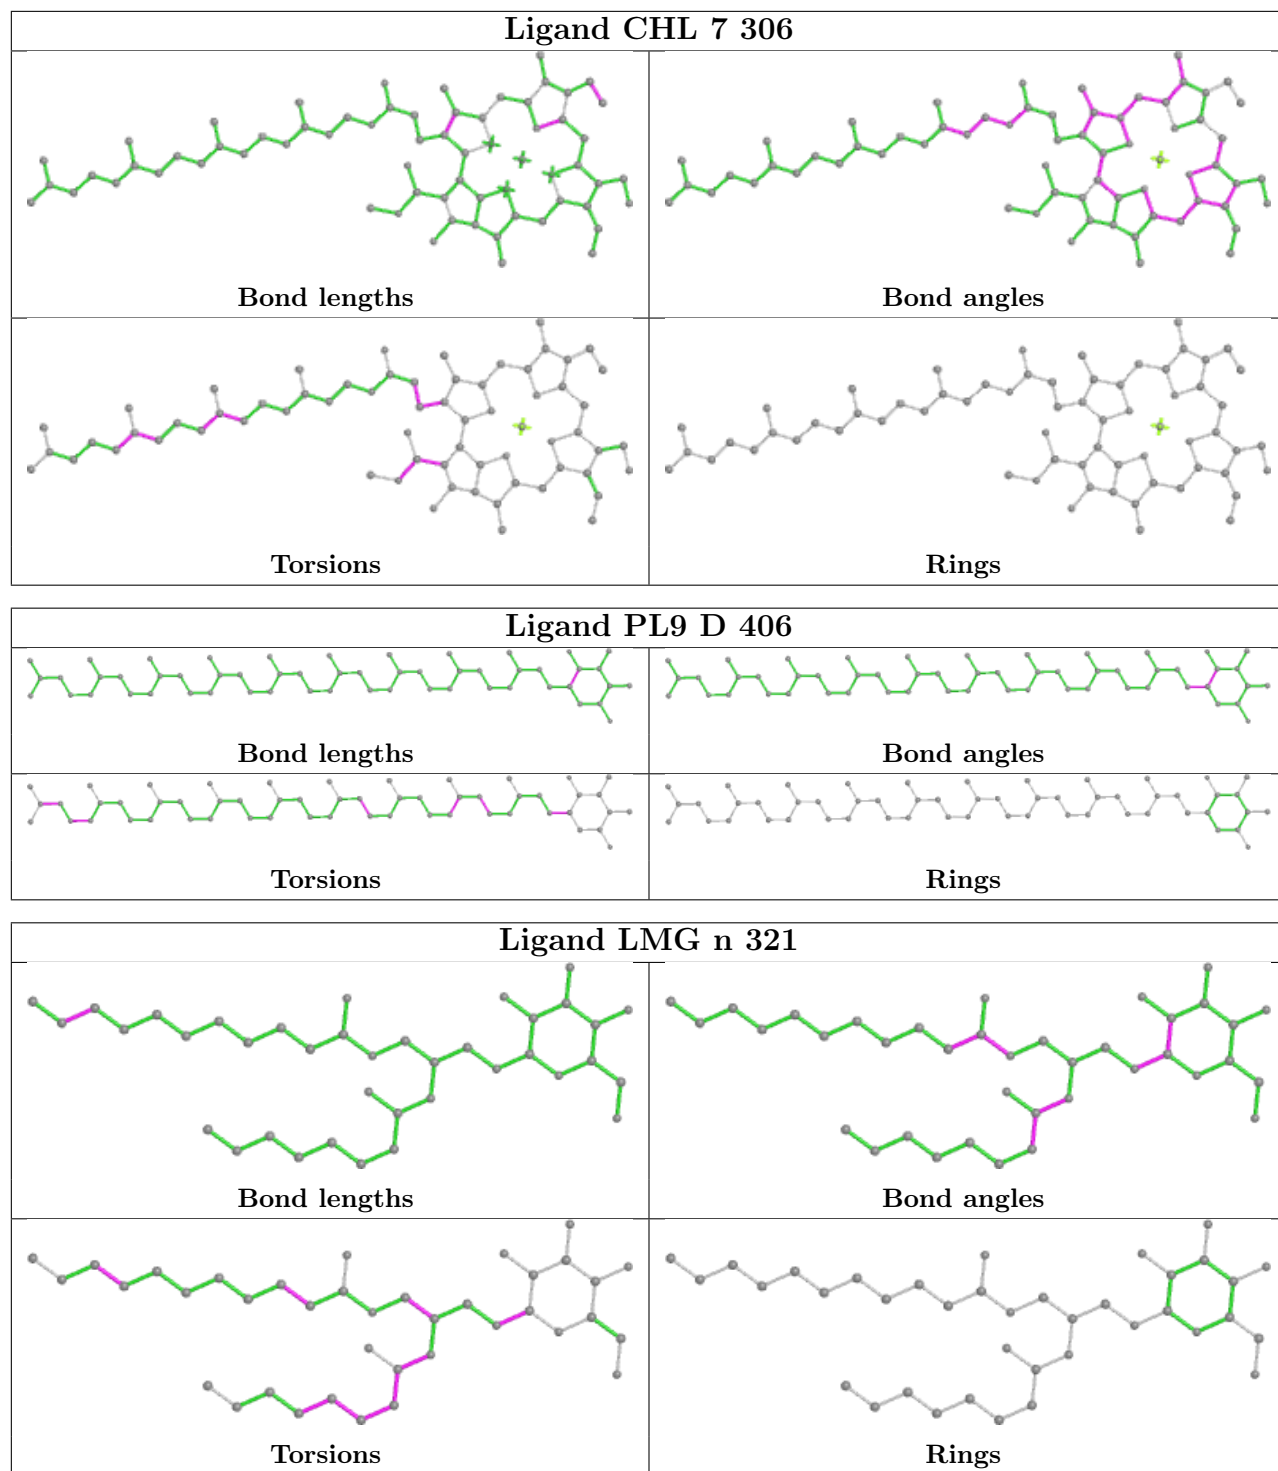 Ligand CHL 7 306
Bond lengths
Bond angles
Torsions
Rings
Ligand PL9 D 406
Bond lengths
Bond angles
Torsions
Rings
Ligand LMG n 321
Bond lengths
Bond angles
Torsions
Rings